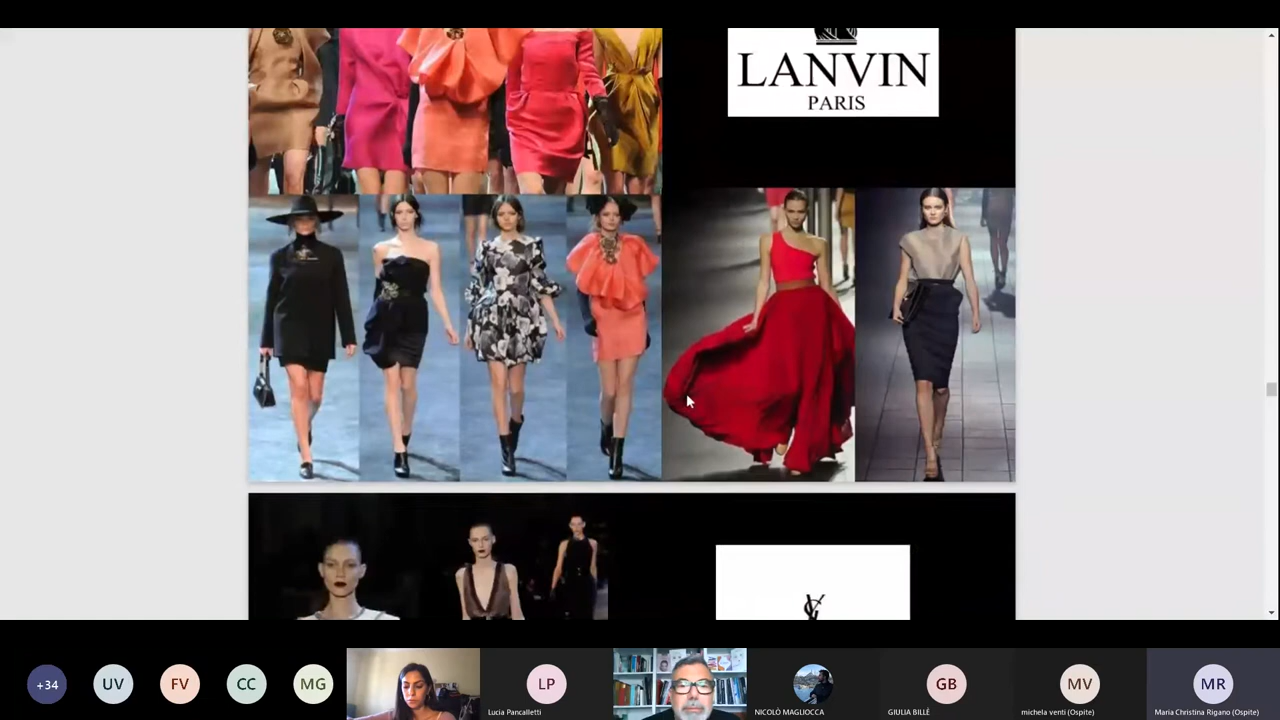 LANVIN
PARIS
+34
UV
FV
CC
MG
LP
GB
MV
MR
Lucia Pancalletti
NICOLÒ MAGLIOCCA
GIULIA BILLÈ
michela venti (Ospite)
Maria Christina Rigano (Ospite)